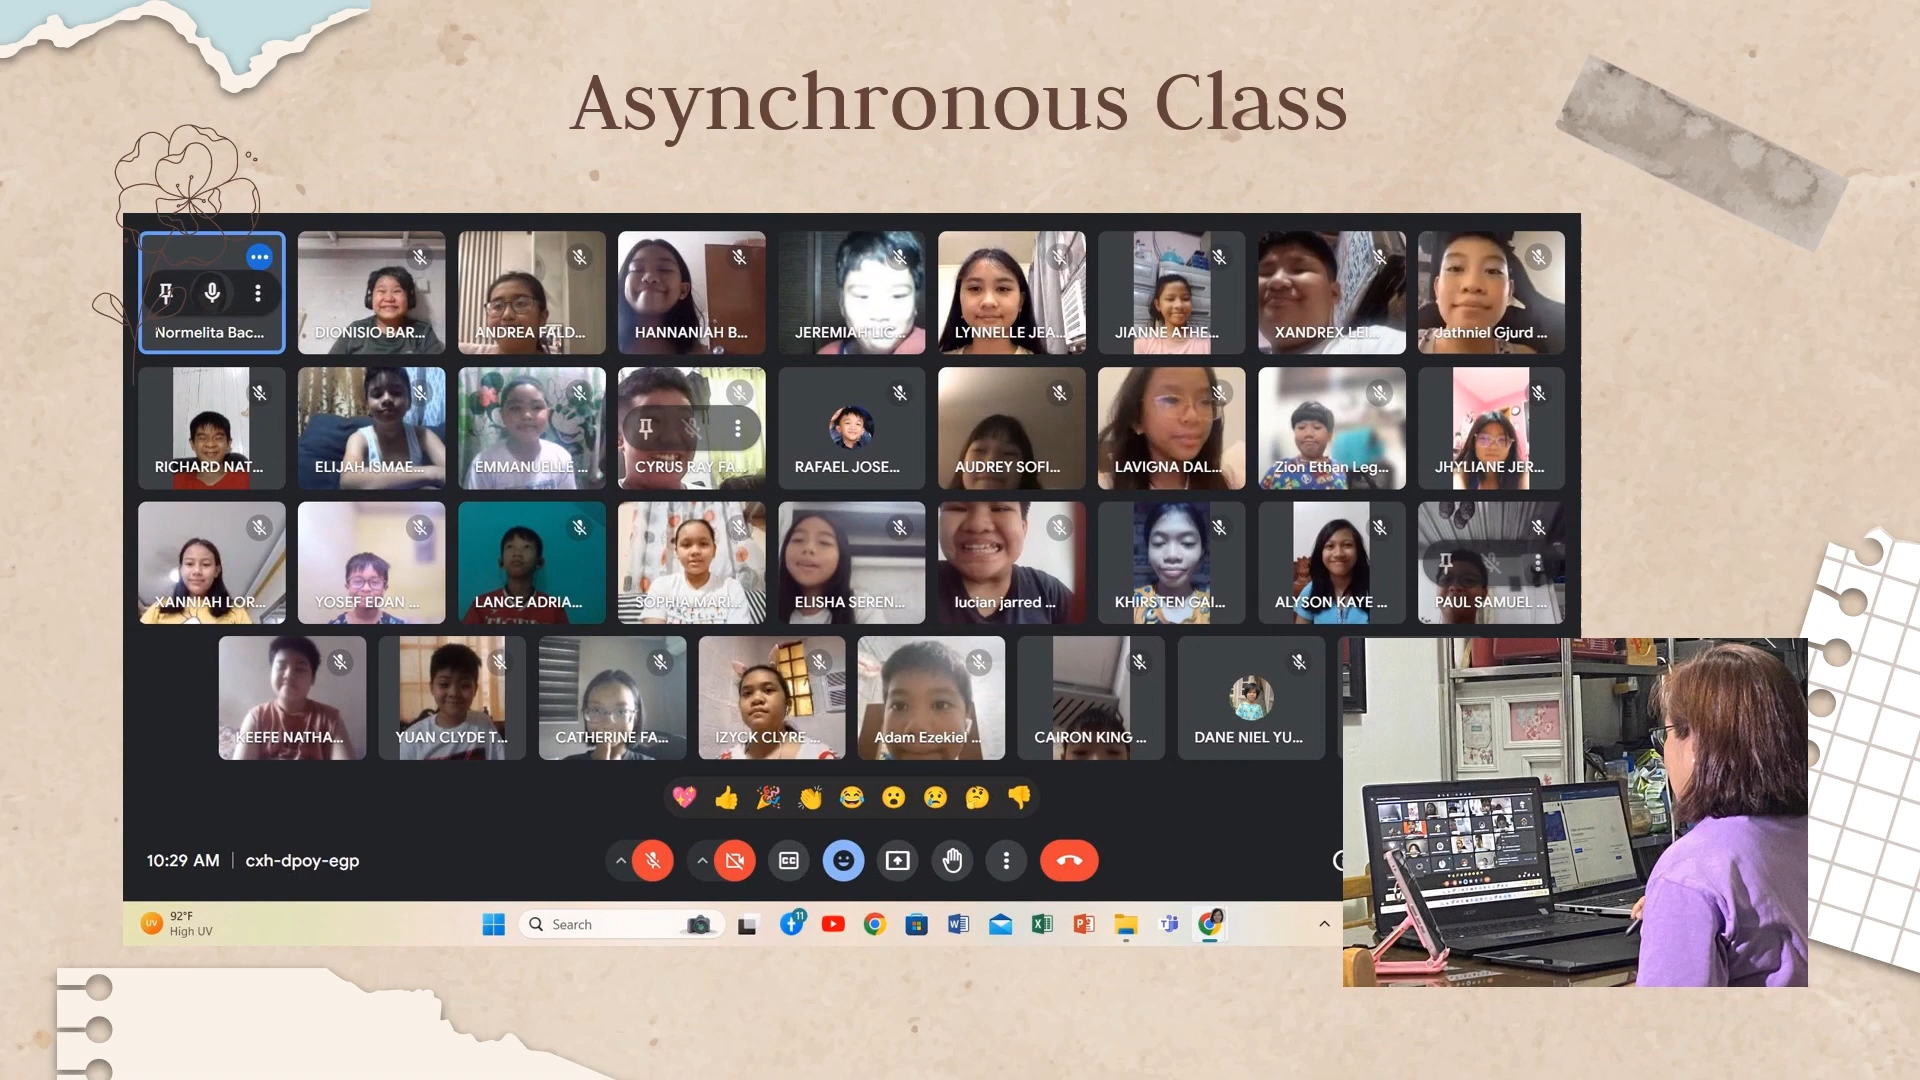 Asynchronous Class
Normelita Bac...
DIONISIO BAR...
ANDREA FALD...
HANNANIAH B...
JEREMIAH LIC...
LYNNELLE JEA...
JIANNE ATHE...
XANDREX LEI...
Jathniel Gjurd ...
RICHARD NAT...
ELIJAH ISMAE...
EMMANUELLE ...
CYRUS RAY FA...
RAFAEL JOSE...
AUDREY SOFI...
LAVIGNA DAL...
Zion Ethan Leg...
JHYLIANE JER...
XANNIAH LOR...
YOSEF EDAN ...
LANCE ADRIA...
SOPHIA MARI...
ELISHA SEREN...
lucian jarred ...
KHIRSTEN GAI...
ALYSON KAYE ...
PAUL SAMUEL ...
KEEFE NATHA...
YUAN CLYDE T...
CATHERINE FA...
IZYCK CLYRE ...
Adam Ezekiel ...
CAIRON KING ...
DANE NIEL YU...
10:29 AM | cxh-dpoy-egp
CC
UV
92°F
High UV
Search
11
acer